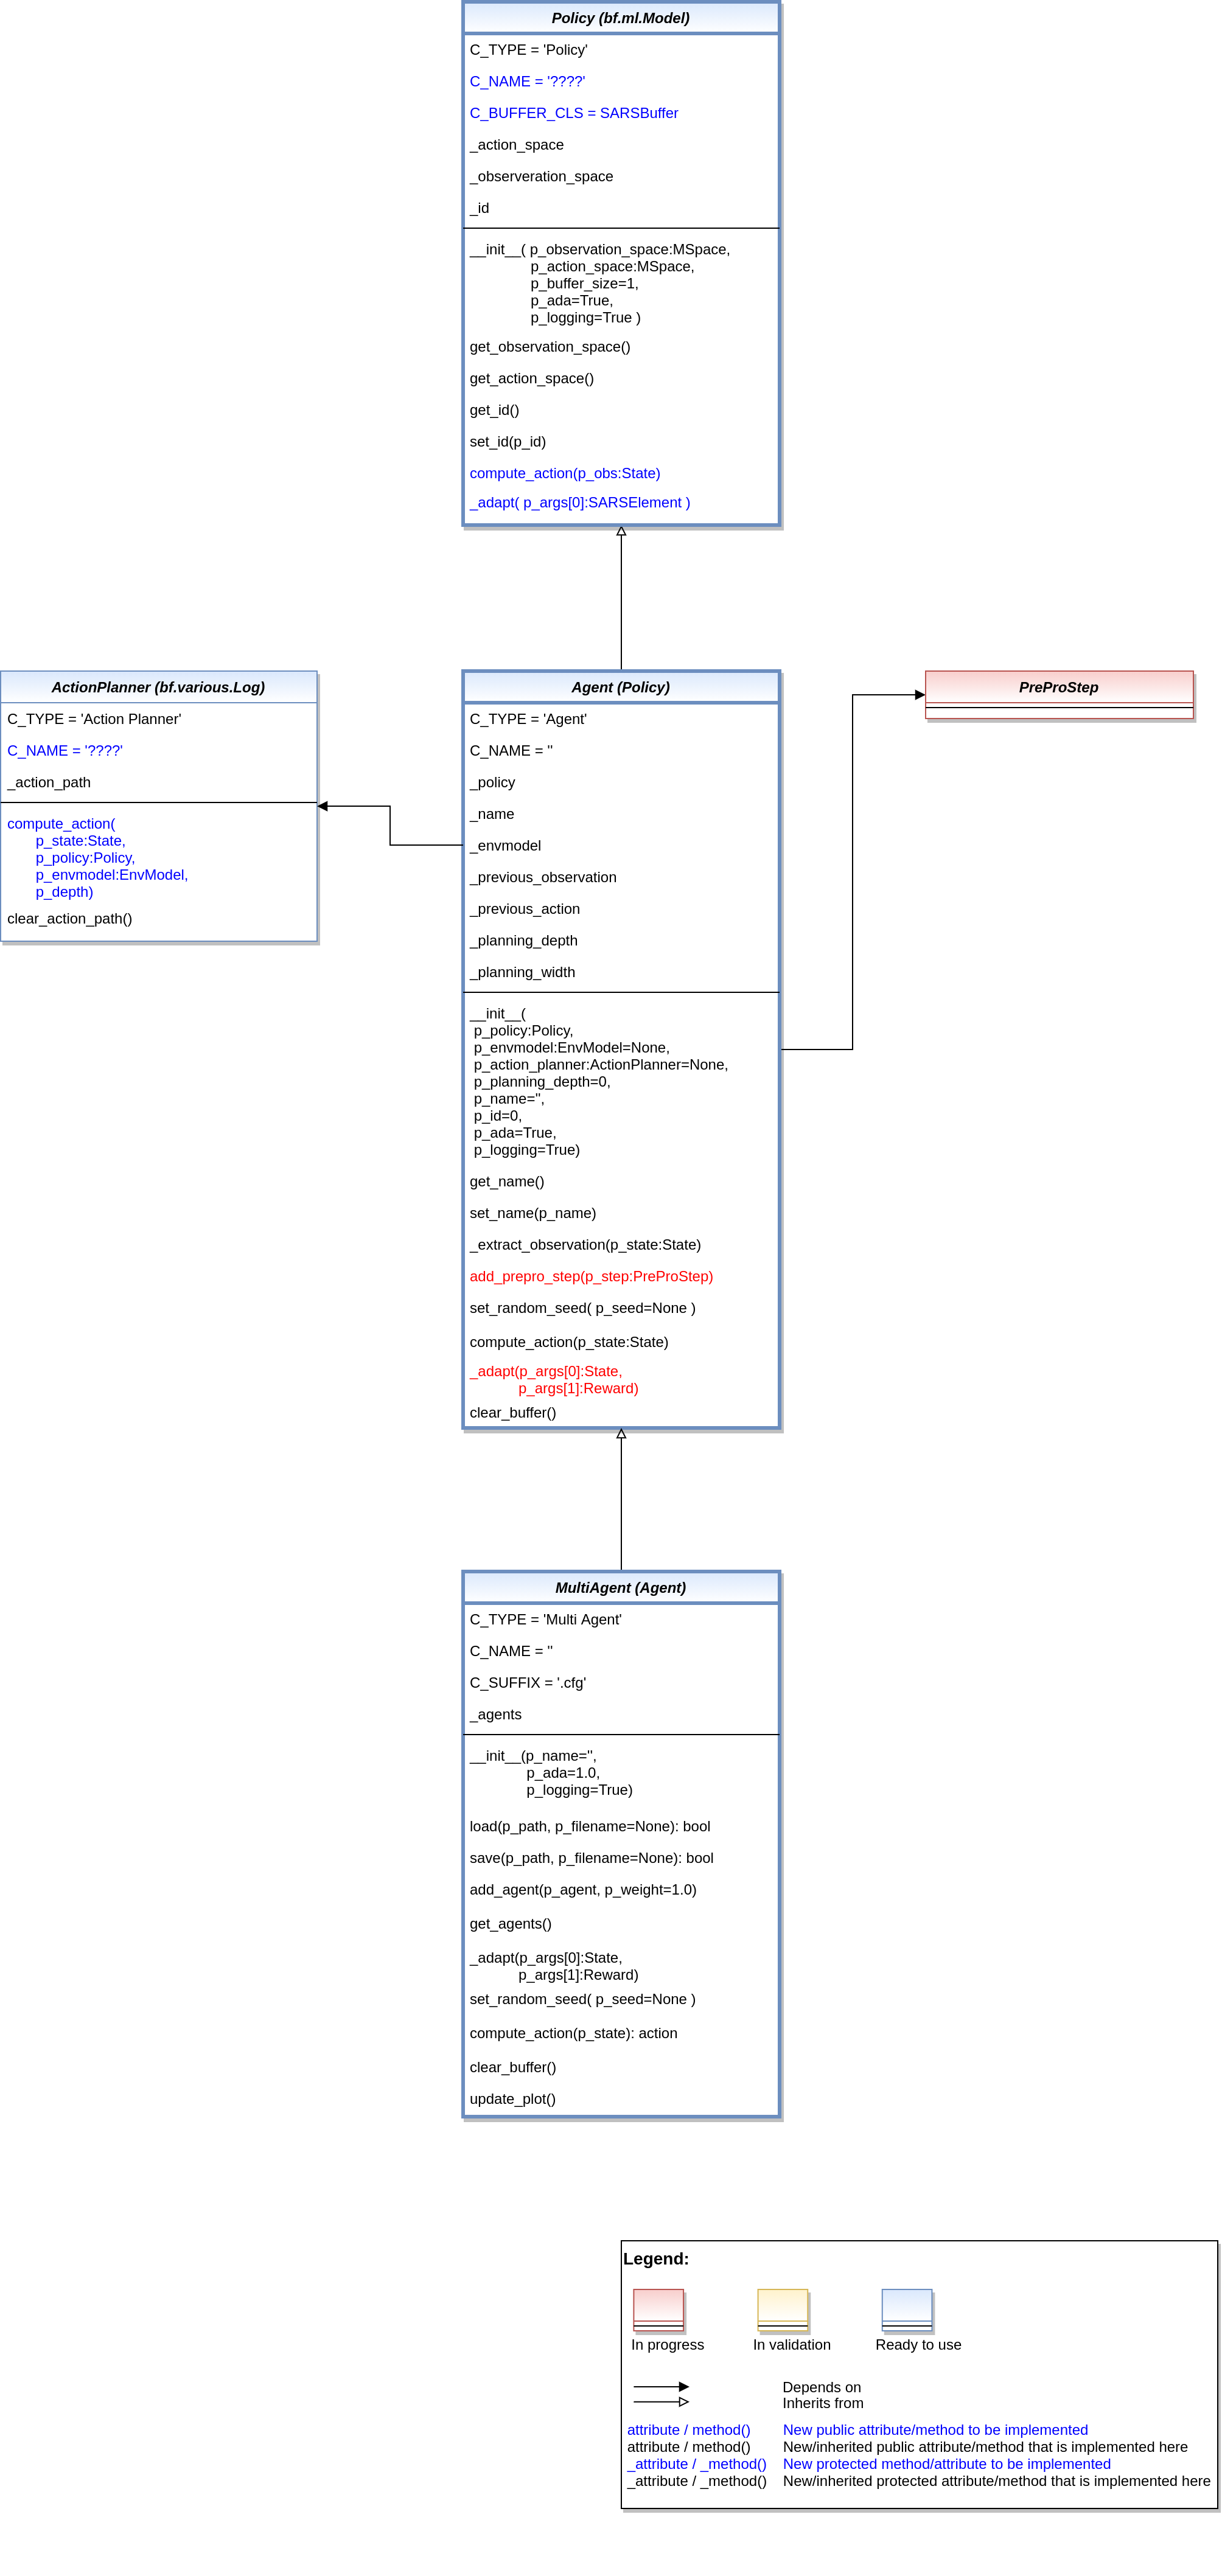 Policy (bf.ml.Model)
C_TYPE = 'Policy'
C_NAME = '????'
C_BUFFER_CLS = SARSBuffer
_action_space
_observeration_space
_id
__init__( p_observation_space:MSpace,
p_action_space:MSpace,
p_buffer_size=1,
p_ada=True,
p_logging=True )
get_observation_space()
get_action_space()
get_id()
set_id(p_id)
compute_action(p_obs:State)
_adapt( p_args[0]:SARSElement )
ActionPlanner (bf.various.Log)
C_TYPE = 'Action Planner'
C_NAME = '????'
_action_path
compute_action(
p_state:State,
p_policy:Policy,
p_envmodel:EnvModel,
p_depth)
clear_action_path()
Agent (Policy)
C_TYPE = 'Agent'
C_NAME = ''
_policy
_name
_envmodel
_previous_observation
_previous_action
_planning_depth
_planning_width
__init__(
p_policy:Policy,
p_envmodel:EnvModel=None,
p_action_planner:ActionPlanner=None,
p_planning_depth=0,
p_name='',
p_id=0,
p_ada=True,
p_logging=True)
get_name()
set_name(p_name)
_extract_observation(p_state:State)
add_prepro_step(p_step:PreProStep)
set_random_seed( p_seed=None )
compute_action(p_state:State)
_adapt(p_args[0]:State,
p_args[1]:Reward)
clear_buffer()
PreProStep
MultiAgent (Agent)
C_TYPE = 'Multi Agent'
C_NAME = ''
C_SUFFIX = '.cfg'
_agents
__init__(p_name='',
p_ada=1.0,
p_logging=True)
load(p_path, p_filename=None): bool
save(p_path, p_filename=None): bool
add_agent(p_agent, p_weight=1.0)
get_agents()
_adapt(p_args[0]:State,
p_args[1]:Reward)
set_random_seed( p_seed=None )
compute_action(p_state): action
clear_buffer()
update_plot()
Legend:
In progress
In validation
Ready to use
Depends on
Inherits from
attribute / method() New public attribute/method to be implemented
attribute / method() New/inherited public attribute/method that is implemented here
_attribute / _method() New protected method/attribute to be implemented
_attribute / _method() New/inherited protected attribute/method that is implemented here